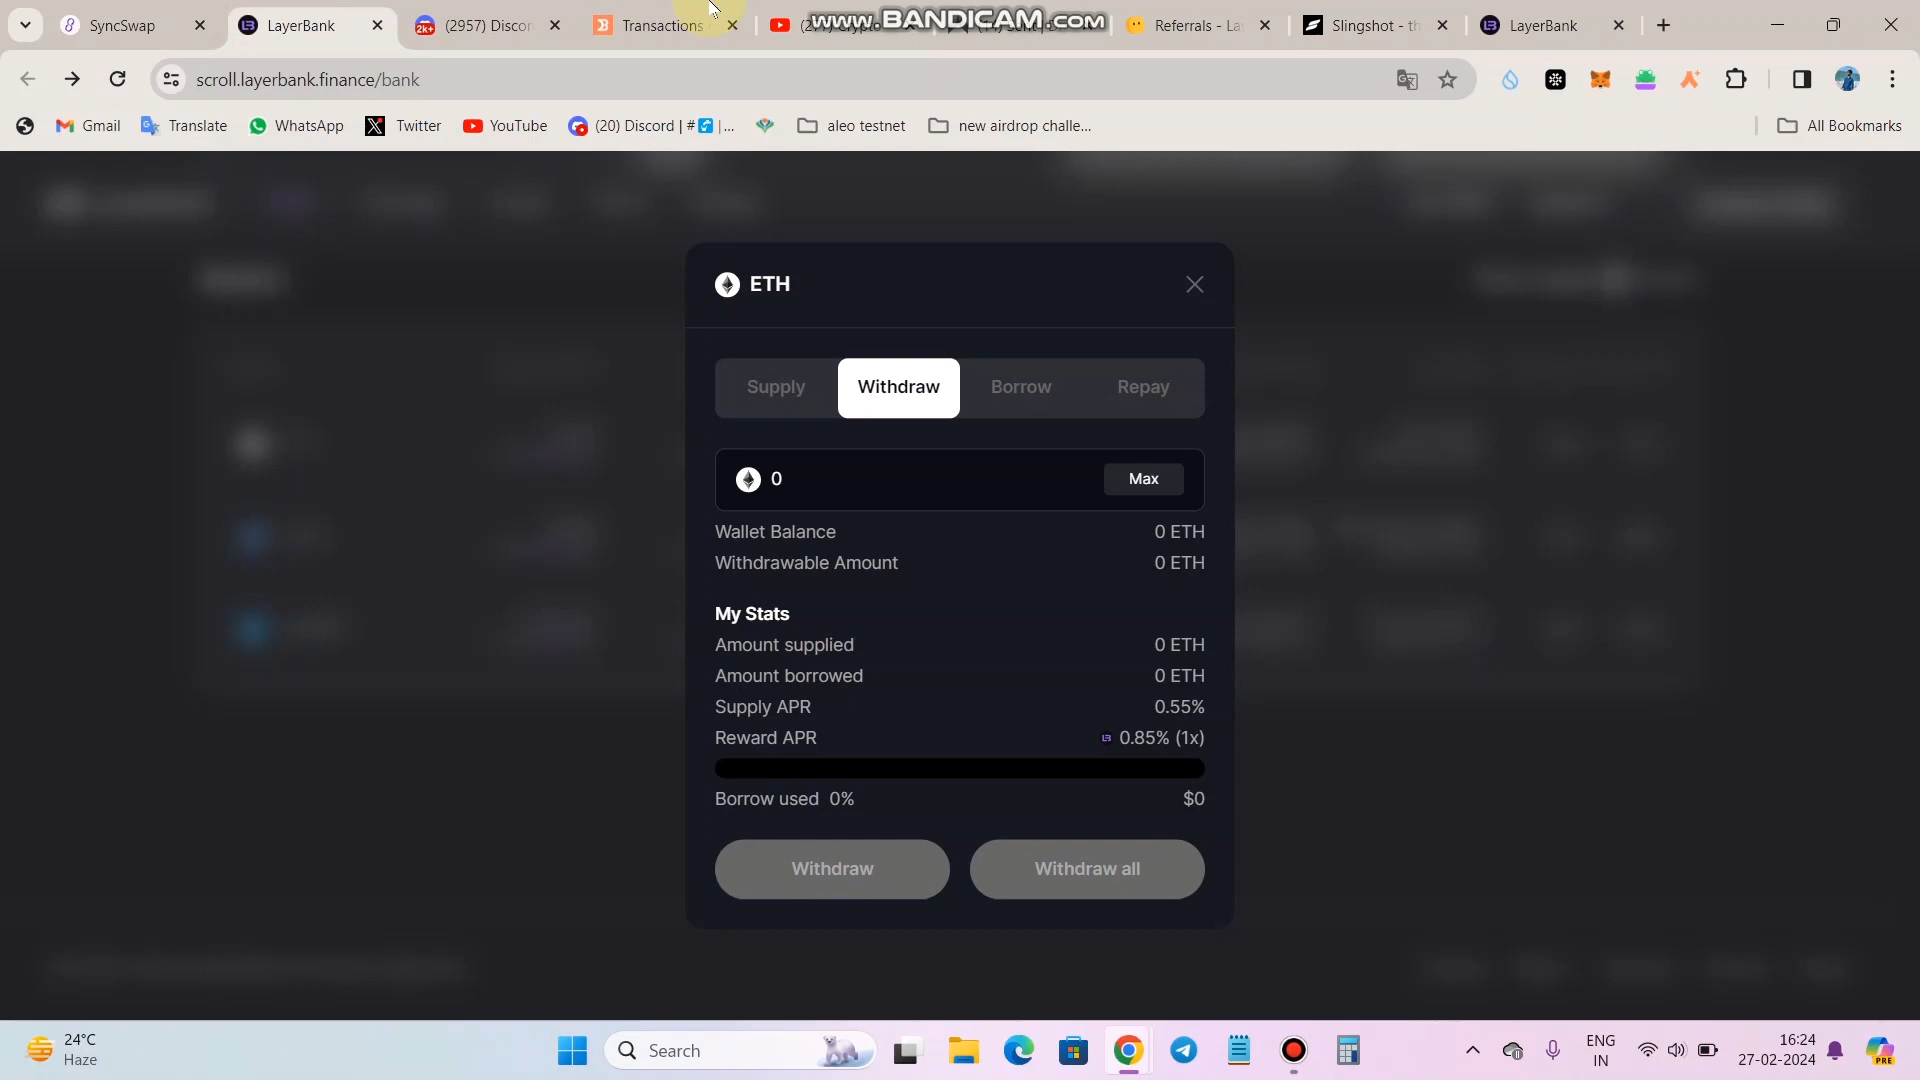 SyncSwap
LayerBank
(2957) Discor
Transactions
www.BANDICAM.com
Referrals - La
Slingshot - th
LayerBank
scroll.layerbank.finance/bank
Gmail
Translate
WhatsApp
Twitter
YouTube
(20) Discord | # | ...
aleo testnet
new airdrop challe...
All Bookmarks
ETH
Supply
Withdraw
Borrow
Repay
0
Max
Wallet Balance 0 ETH
Withdrawable Amount 0 ETH
My Stats
Amount supplied 0 ETH
Amount borrowed 0 ETH
Supply APR 0.55%
Reward APR 0.85% (1x)
Borrow used 0% $0
Withdraw
Withdraw all
24°C
Haze
Search
ENG
IN
16:24
27-02-2024
PRE